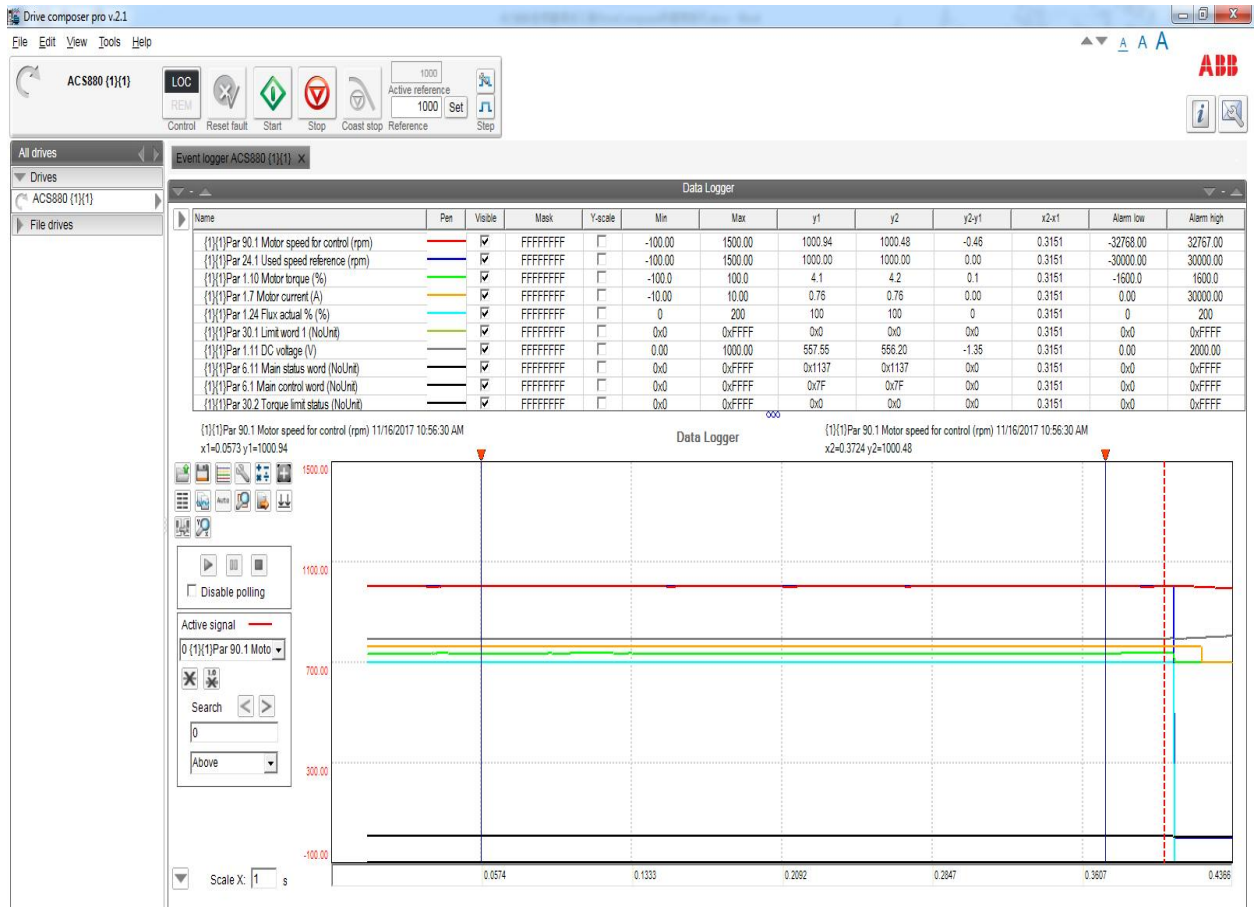 Drive composer pro v.2.1
File Edit View Tools Help
A A A
ABB
ACS880 {1}{1}
LOC
REM
Control Reset fault Start Stop Coast stop
1000
Active reference
1000 Set
Reference
Step
All drives
Drives
ACS880 {1}{1}
File drives
Event logger ACS880 {1}{1} X
Data Logger
Name Pen Visible Mask Y-scale Min Max y1 y2 y2-y1 x2-x1 Alarm low Alarm high
{1}{1}Par 90.1 Motor speed for control (rpm) FFFFFFFF -100.00 1500.00 1000.94 1000.48 -0.46 0.3151 -32768.00 32767.00
{1}{1}Par 24.1 Used speed reference (rpm) FFFFFFFF -100.00 1500.00 1000.00 1000.00 0.00 0.3151 -30000.00 30000.00
{1}{1}Par 1.10 Motor torque (%) FFFFFFFF -100.0 100.0 4.1 4.2 0.1 0.3151 -1600.0 1600.0
{1}{1}Par 1.7 Motor current (A) FFFFFFFF -10.00 10.00 0.76 0.76 0.00 0.3151 0.00 30000.00
{1}{1}Par 1.24 Flux actual % (%) FFFFFFFF 0 200 100 100 0 0.3151 0 200
{1}{1}Par 30.1 Limit word 1 (NoUnit) FFFFFFFF 0x0 0xFFFF 0x0 0x0 0x0 0.3151 0x0 0xFFFF
{1}{1}Par 1.11 DC voltage (V) FFFFFFFF 0.00 1000.00 557.55 556.20 -1.35 0.3151 0.00 2000.00
{1}{1}Par 6.11 Main status word (NoUnit) FFFFFFFF 0x0 0xFFFF 0x1137 0x1137 0x0 0.3151 0x0 0xFFFF
{1}{1}Par 6.1 Main control word (NoUnit) FFFFFFFF 0x0 0xFFFF 0x7F 0x7F 0x0 0.3151 0x0 0xFFFF
{1}{1}Par 30.2 Torque limit status (NoUnit) FFFFFFFF 0x0 0xFFFF 0x0 0x0 0x0 0.3151 0x0 0xFFFF
{1}{1}Par 90.1 Motor speed for control (rpm) 11/16/2017 10:56:30 AM
x1=0.0573 y1=1000.94
Data Logger
{1}{1}Par 90.1 Motor speed for control (rpm) 11/16/2017 10:56:30 AM
x2=0.3724 y2=1000.48
Auto
Disable polling
Active signal
0 {1}{1}Par 90.1 Moto
1.0
Search < >
0
Above
Scale X: 1 s
1500.00
1100.00
700.00
300.00
-100.00
0.0574 0.1333 0.2092 0.2847 0.3607 0.4366